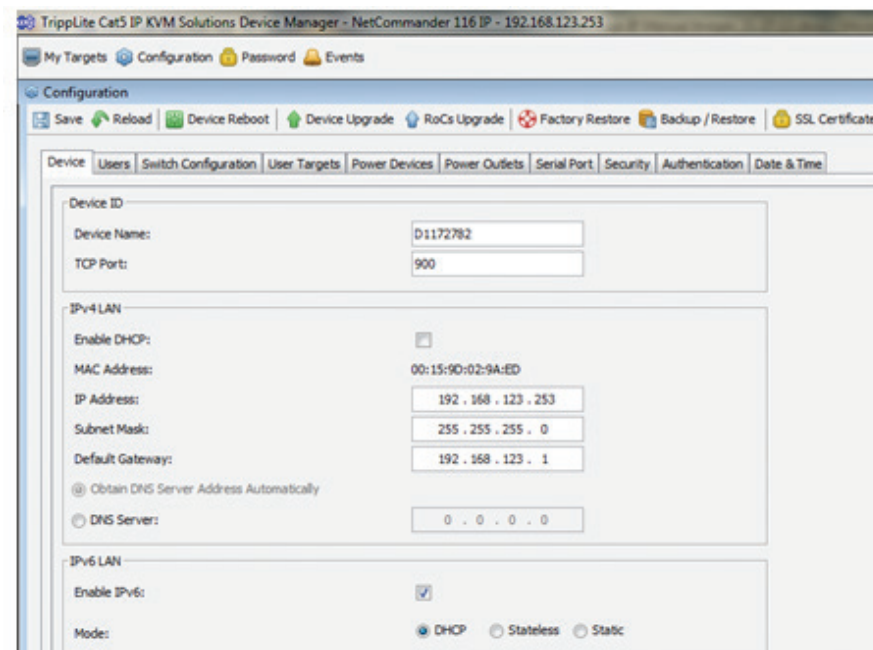 TrippLite Cat5 IP KVM Solutions Device Manager - NetCommander 116 IP - 192.168.123.253
My Targets Configuration Password Events
Configuration
Save Reload Device Reboot Device Upgrade RoCs Upgrade Factory Restore Backup / Restore SSL Certificate
Device Users Switch Configuration User Targets Power Devices Power Outlets Serial Port Security Authentication Date & Time
Device ID
Device Name: D1172782
TCP Port: 900
IPv4 LAN
Enable DHCP:
MAC Address: 00:15:9D:02:9A:ED
IP Address: 192 . 168 . 123 . 253
Subnet Mask: 255 . 255 . 255 . 0
Default Gateway: 192 . 168 . 123 . 1
Obtain DNS Server Address Automatically
DNS Server: 0 . 0 . 0 . 0
IPv6 LAN
Enable IPv6:
Mode: DHCP Stateless Static